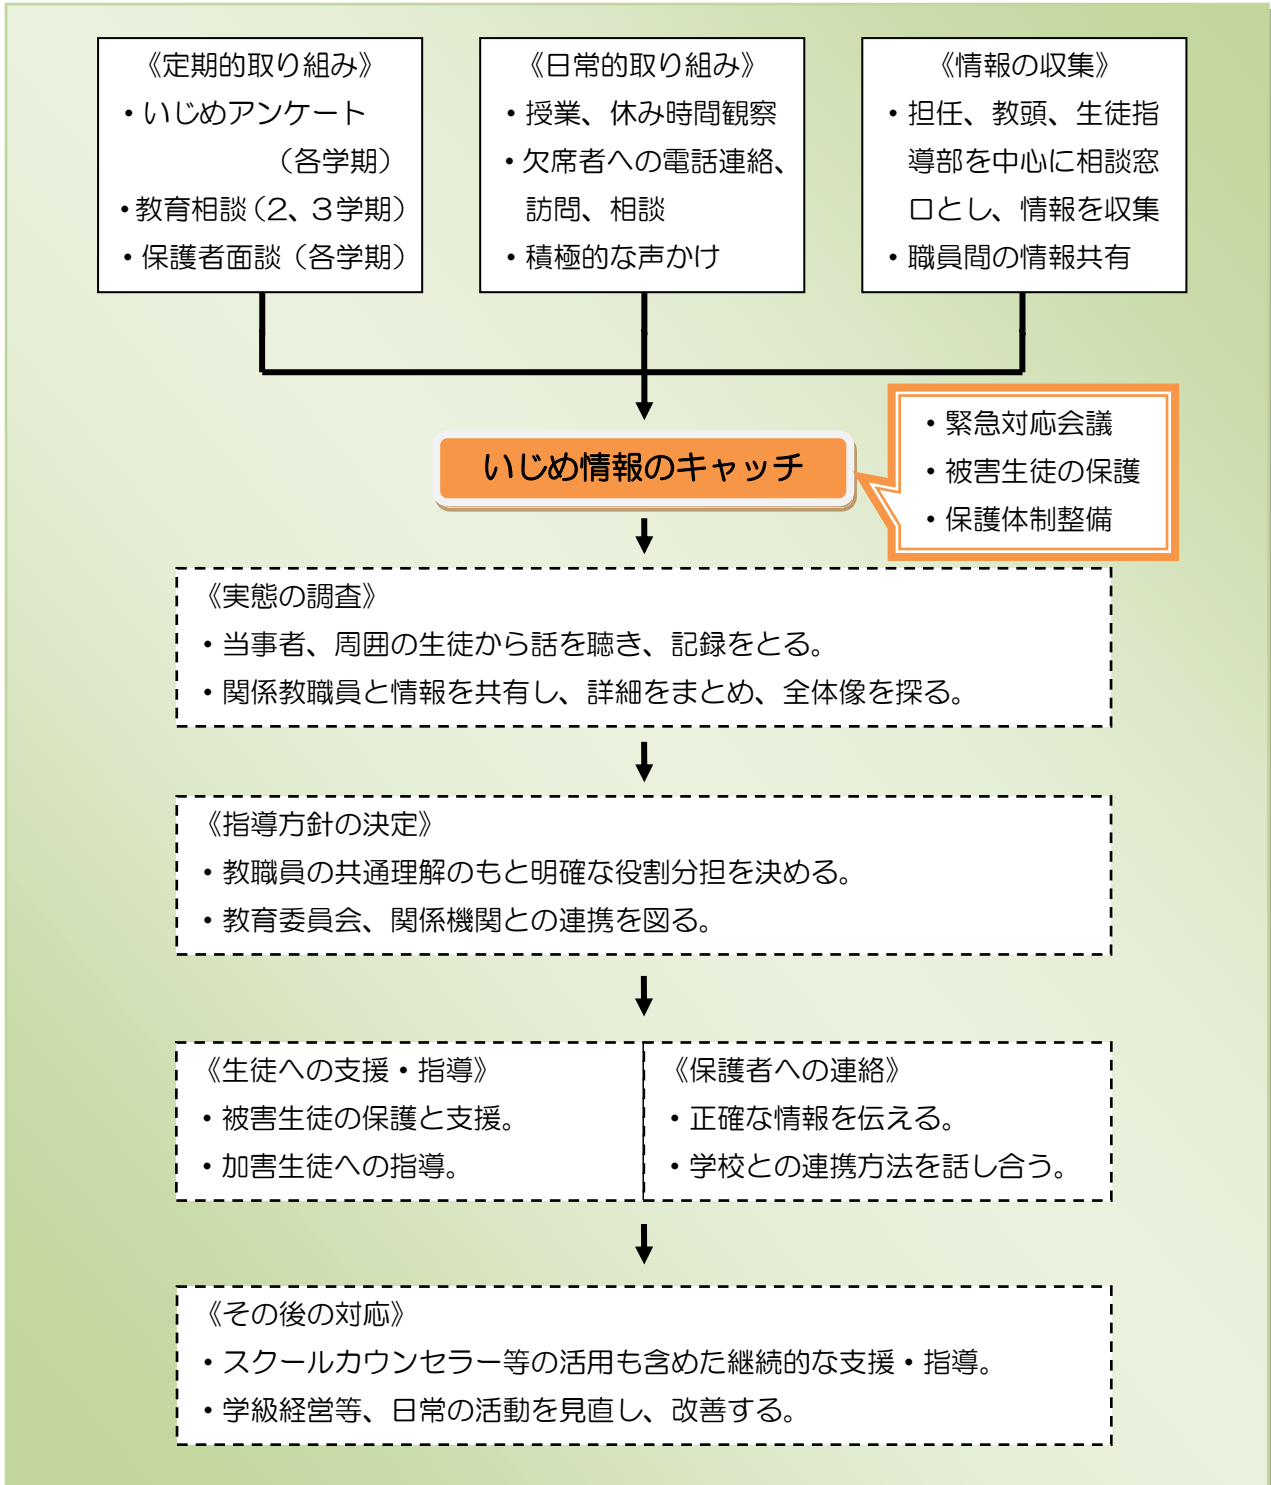 《定期的取り組み》
・いじめアンケート
（各学期）
・教育相談（２、３学期）
・保護者面談（各学期）
《日常的取り組み》
・授業、休み時間観察
・欠席者への電話連絡、
訪問、相談
・積極的な声かけ
《情報の収集》
・担任、教頭、生徒指
導部を中心に相談窓
口とし、情報を収集
・職員間の情報共有
いじめ情報のキャッチ
・緊急対応会議
・被害生徒の保護
・保護体制整備
《実態の調査》
・当事者、周囲の生徒から話を聴き、記録をとる。
・関係教職員と情報を共有し、詳細をまとめ、全体像を探る。
《指導方針の決定》
・教職員の共通理解のもと明確な役割分担を決める。
・教育委員会、関係機関との連携を図る。
《生徒への支援・指導》
・被害生徒の保護と支援。
・加害生徒への指導。
《保護者への連絡》
・正確な情報を伝える。
・学校との連携方法を話し合う。
《その後の対応》
・スクールカウンセラー等の活用も含めた継続的な支援・指導。
・学級経営等、日常の活動を見直し、改善する。